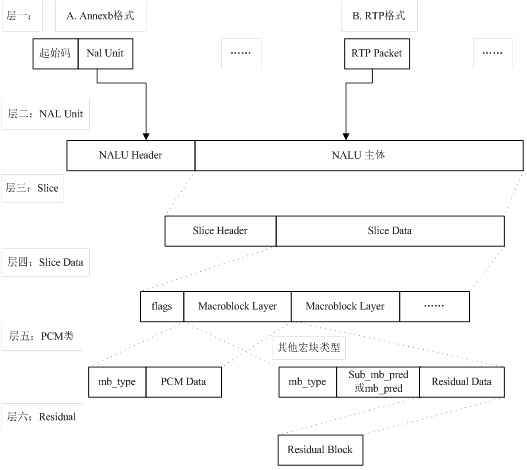 层一： A. Annexb格式 B. RTP格式
起始码 Nal Unit …… RTP Packet ……
层二：NAL Unit
NALU Header NALU 主体
层三：Slice
Slice Header Slice Data
层四：Slice Data
flags Macroblock Layer Macroblock Layer ……
层五：PCM类
其他宏块类型
mb_type PCM Data mb_type Sub_mb_pred
或mb_pred Residual Data
层六：Residual
Residual Block